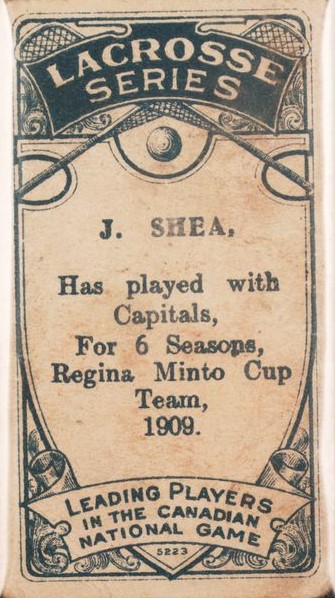 LACROSSE
SERIES
J. SHEA,
Has played with
Capitals,
For 6 Seasons,
Regina Minto Cup
Team,
1909.
LEADING PLAYERS
IN THE CANADIAN
NATIONAL GAME
5223